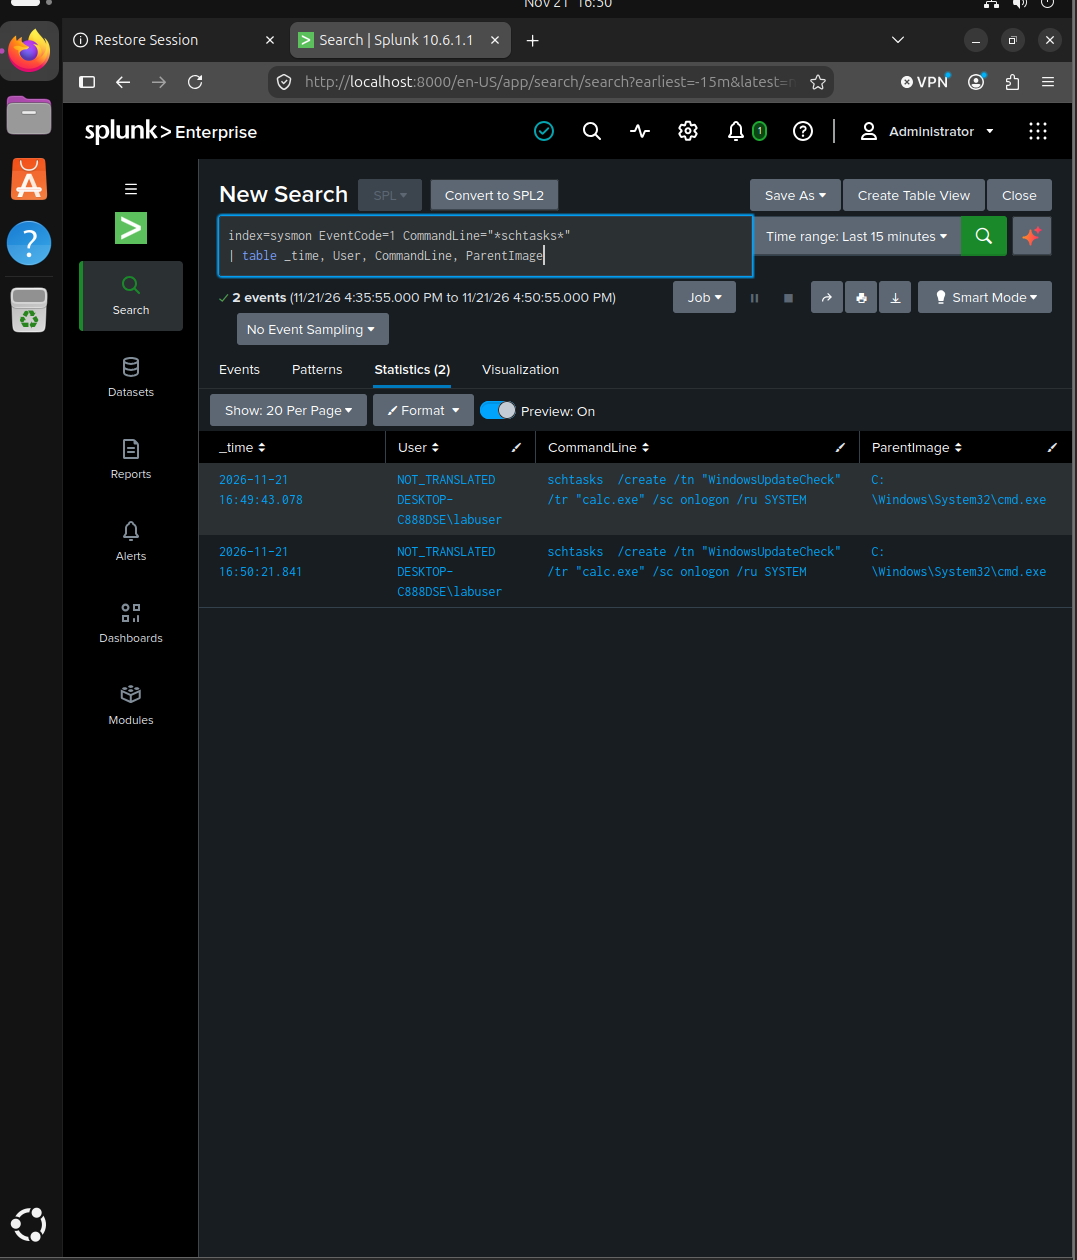 Nov 21 16:50
Restore Session
Search | Splunk 10.6.1.1
http://localhost:8000/en-US/app/search/search?earliest=-15m&latest=n
VPN
splunk> Enterprise
1
Administrator
New Search
SPL
Convert to SPL2
Save As
Create Table View
Close
index=sysmon EventCode=1 CommandLine="*schtasks*"
| table _time, User, CommandLine, ParentImage
Time range: Last 15 minutes
2 events (11/21/26 4:35:55.000 PM to 11/21/26 4:50:55.000 PM)
Job
Smart Mode
No Event Sampling
Search
Datasets
Reports
Alerts
Dashboards
Modules
Events
Patterns
Statistics (2)
Visualization
Show: 20 Per Page
Format
Preview: On
_time
User
CommandLine
ParentImage
2026-11-21
16:49:43.078
NOT_TRANSLATED
DESKTOP-
C888DSE\labuser
schtasks  /create /tn "WindowsUpdateCheck"
/tr "calc.exe" /sc onlogon /ru SYSTEM
C:
\Windows\System32\cmd.exe
2026-11-21
16:50:21.841
NOT_TRANSLATED
DESKTOP-
C888DSE\labuser
schtasks  /create /tn "WindowsUpdateCheck"
/tr "calc.exe" /sc onlogon /ru SYSTEM
C:
\Windows\System32\cmd.exe